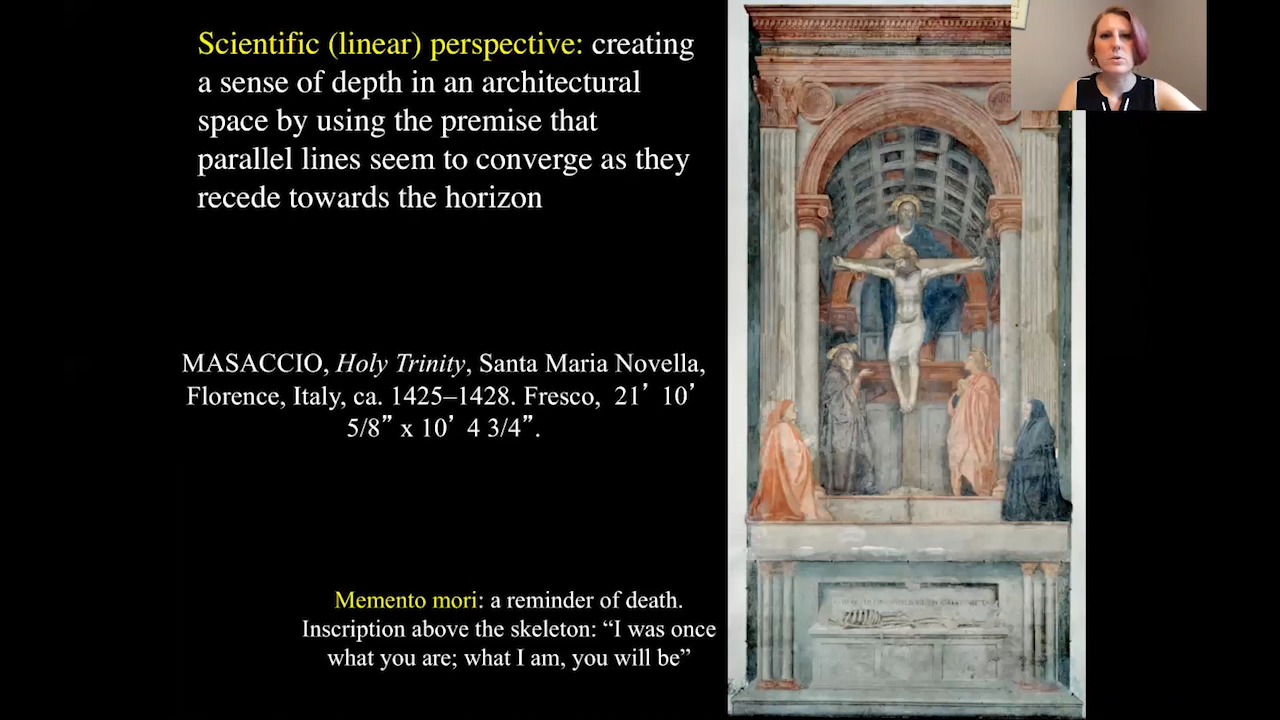 Scientific (linear) perspective: creating
a sense of depth in an architectural
space by using the premise that
parallel lines seem to converge as they
recede towards the horizon
MASACCIO, Holy Trinity, Santa Maria Novella,
Florence, Italy, ca. 1425–1428. Fresco, 21’ 10’
5/8” x 10’ 4 3/4”.
Memento mori: a reminder of death.
Inscription above the skeleton: “I was once
what you are; what I am, you will be”